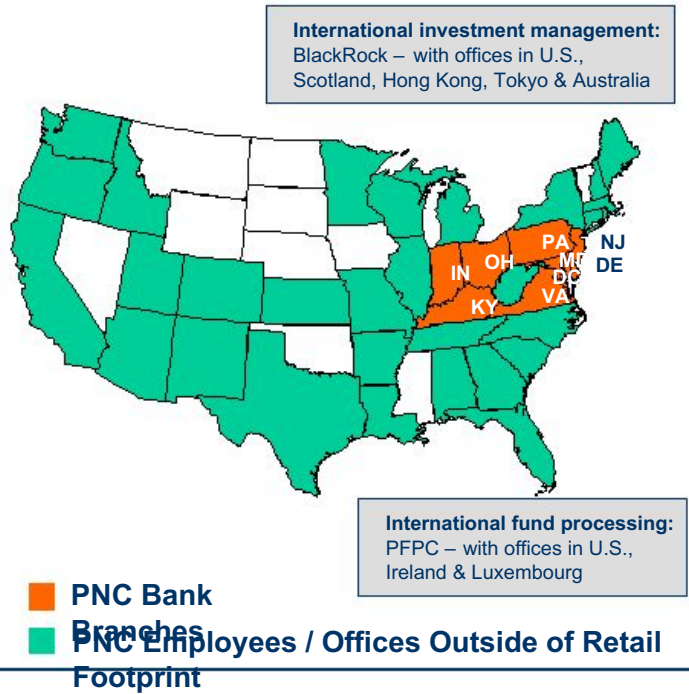 International investment management:
BlackRock – with offices in U.S.,
Scotland, Hong Kong, Tokyo & Australia
PA
NJ
OH
MD
DE
IN
DC
VA
KY
International fund processing:
PFPC – with offices in U.S.,
Ireland & Luxembourg
PNC Bank
Branches
PNC Employees / Offices Outside of Retail
Footprint